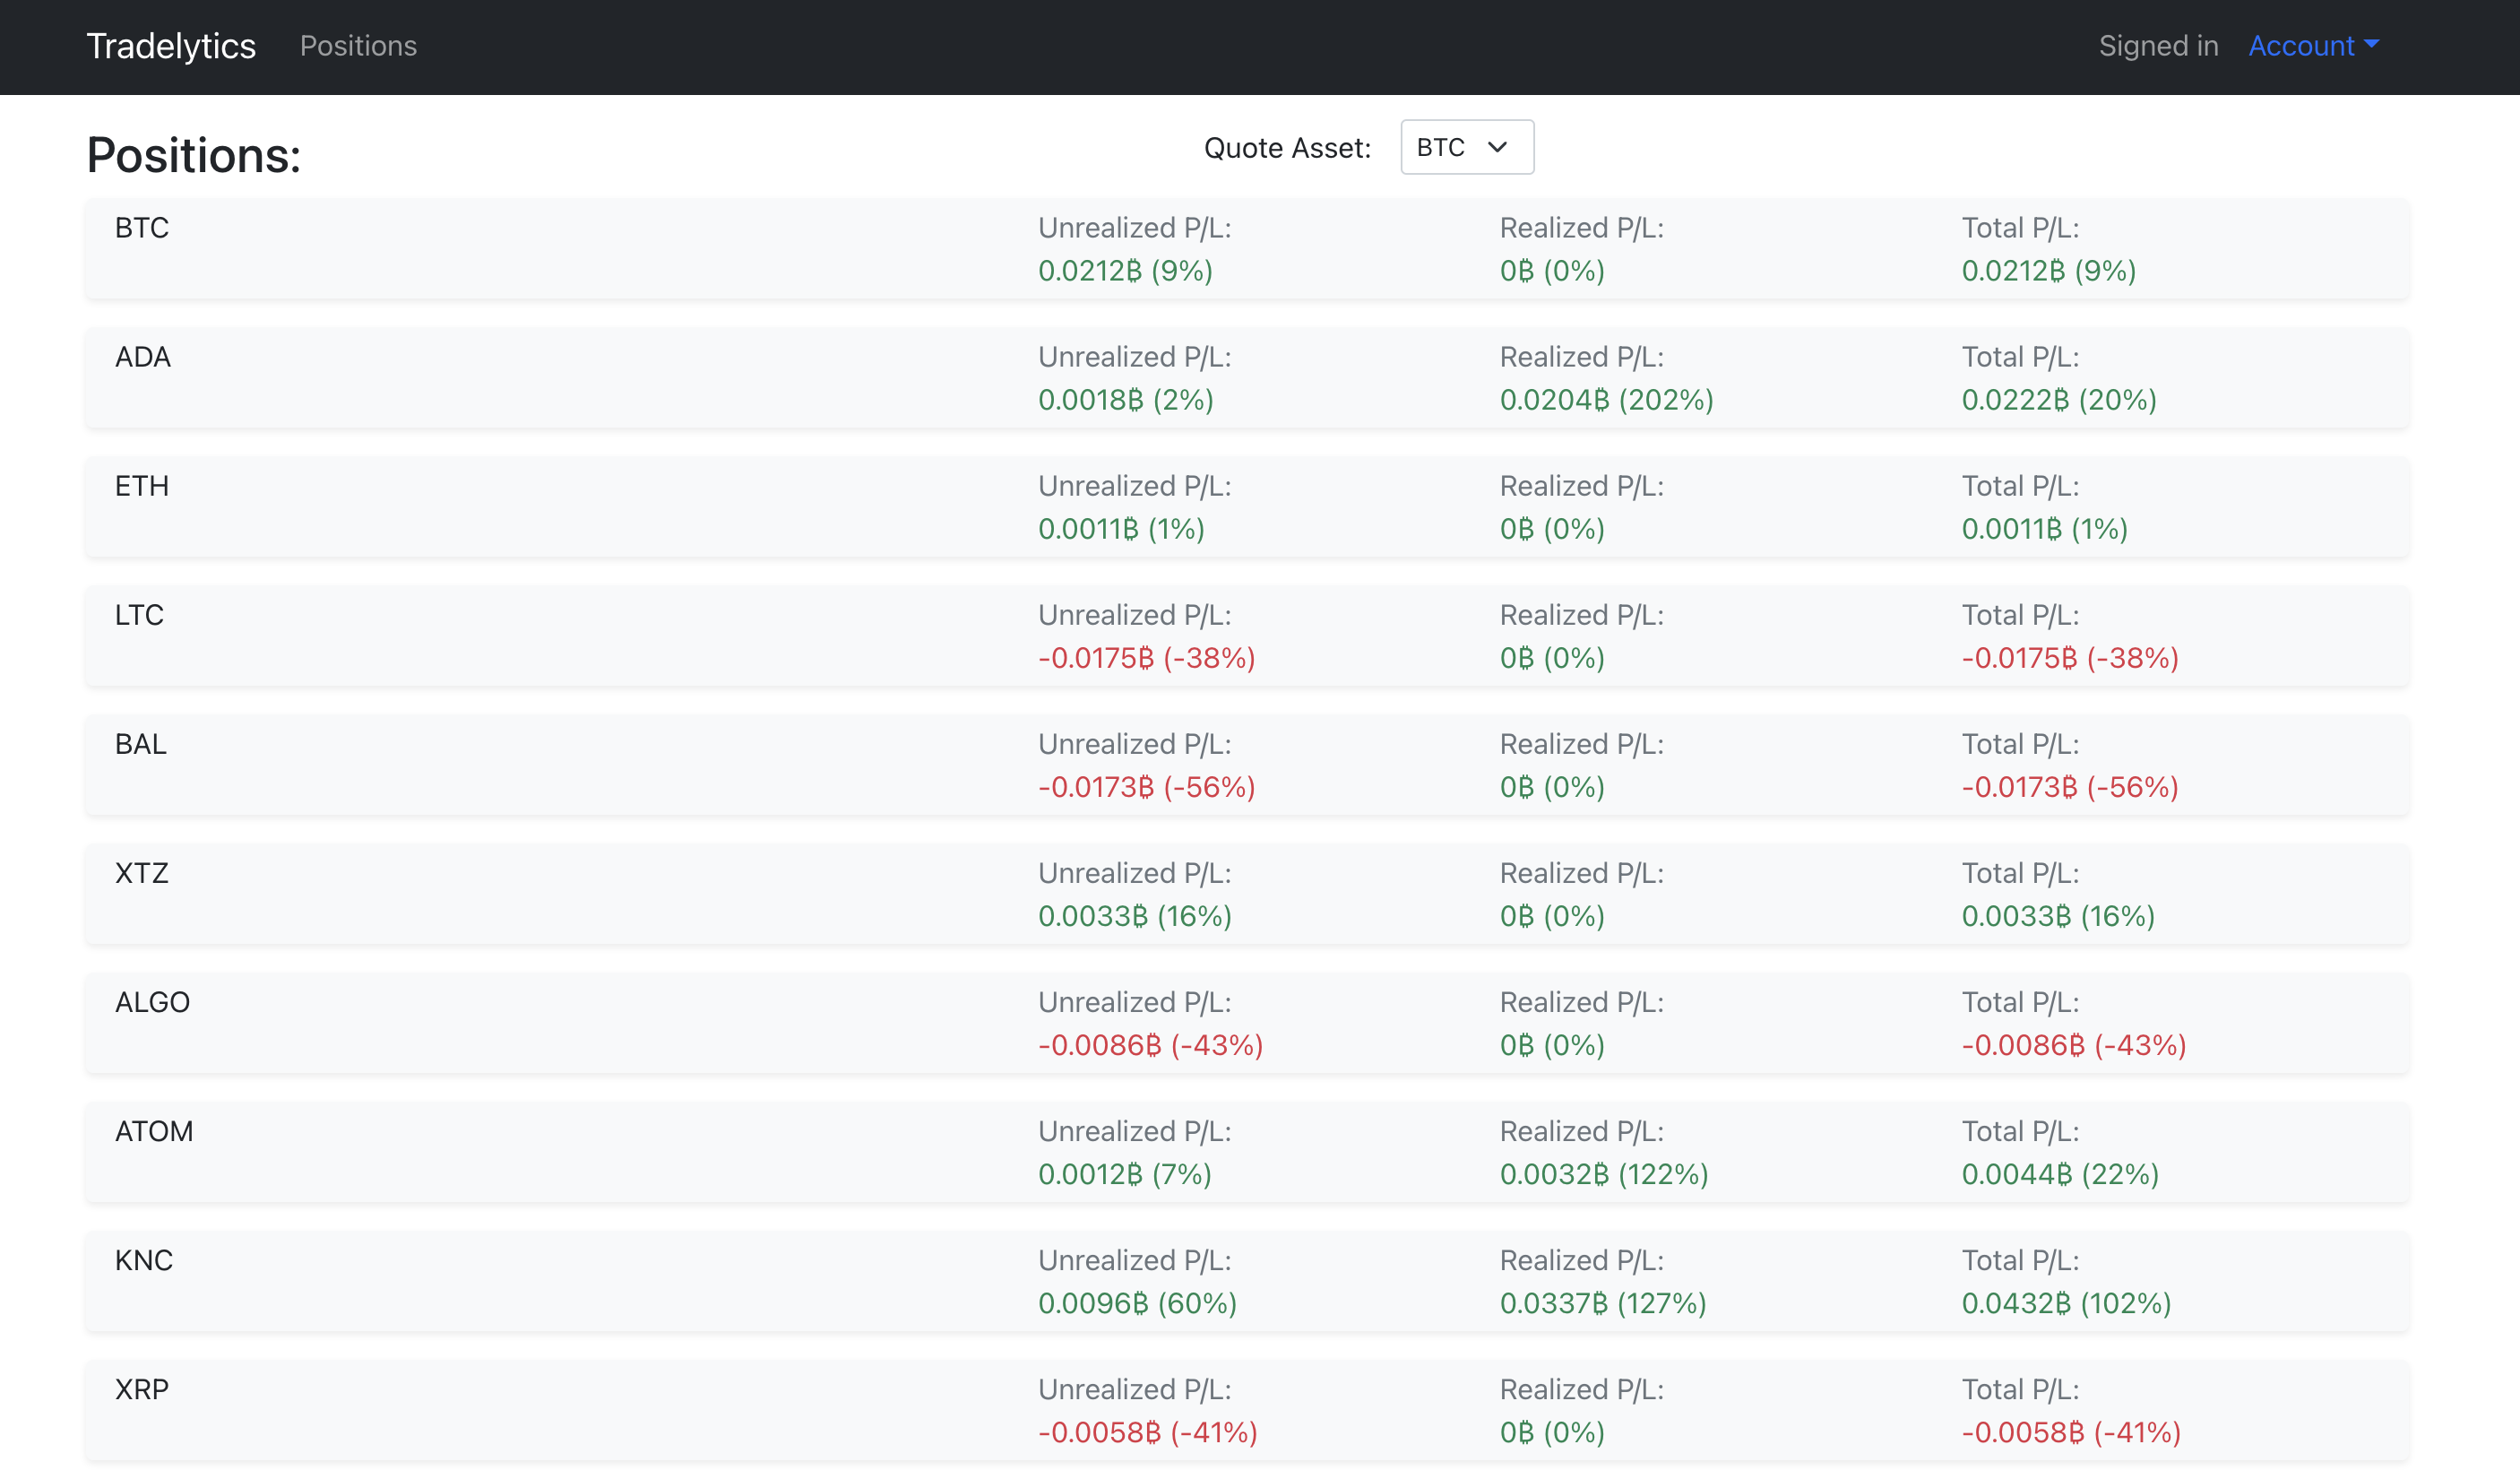 Tradelytics Positions Signed in Account
Positions: Quote Asset: BTC
BTC Unrealized P/L: Realized P/L: Total P/L:
0.0212₿ (9%) 0₿ (0%) 0.0212₿ (9%)
ADA Unrealized P/L: Realized P/L: Total P/L:
0.0018₿ (2%) 0.0204₿ (202%) 0.0222₿ (20%)
ETH Unrealized P/L: Realized P/L: Total P/L:
0.0011₿ (1%) 0₿ (0%) 0.0011₿ (1%)
LTC Unrealized P/L: Realized P/L: Total P/L:
-0.0175₿ (-38%) 0₿ (0%) -0.0175₿ (-38%)
BAL Unrealized P/L: Realized P/L: Total P/L:
-0.0173₿ (-56%) 0₿ (0%) -0.0173₿ (-56%)
XTZ Unrealized P/L: Realized P/L: Total P/L:
0.0033₿ (16%) 0₿ (0%) 0.0033₿ (16%)
ALGO Unrealized P/L: Realized P/L: Total P/L:
-0.0086₿ (-43%) 0₿ (0%) -0.0086₿ (-43%)
ATOM Unrealized P/L: Realized P/L: Total P/L:
0.0012₿ (7%) 0.0032₿ (122%) 0.0044₿ (22%)
KNC Unrealized P/L: Realized P/L: Total P/L:
0.0096₿ (60%) 0.0337₿ (127%) 0.0432₿ (102%)
XRP Unrealized P/L: Realized P/L: Total P/L:
-0.0058₿ (-41%) 0₿ (0%) -0.0058₿ (-41%)